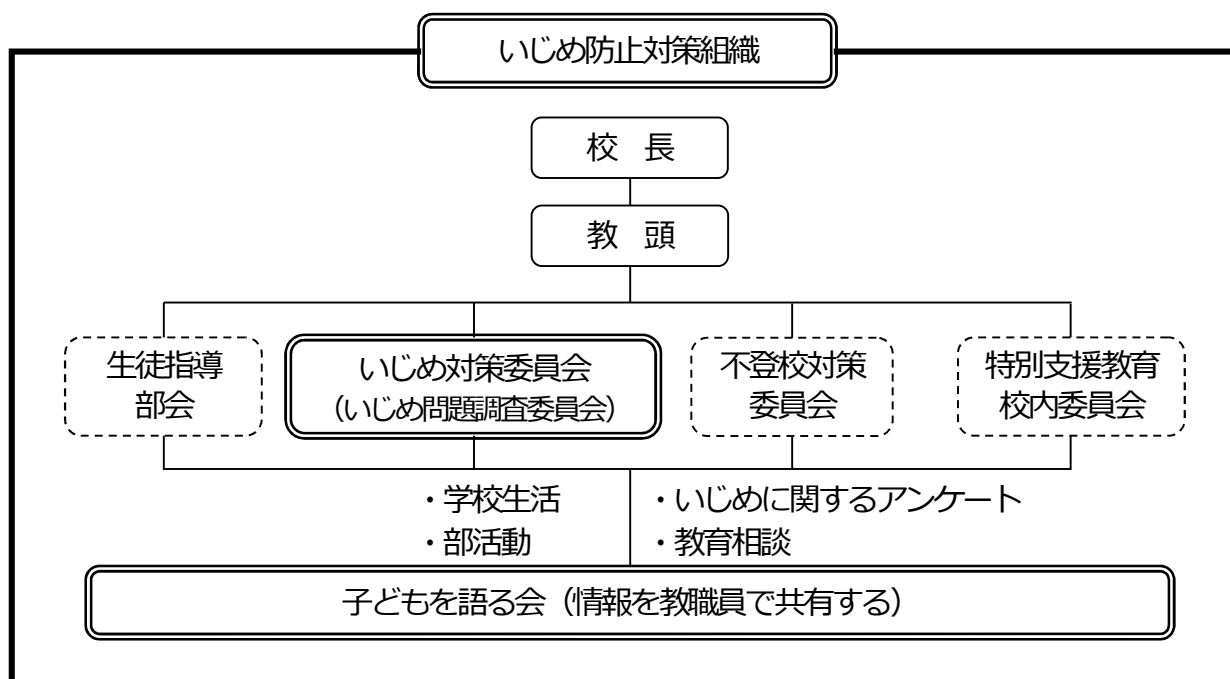 いじめ防止対策組織
校 長
教 頭
生徒指導
部会
いじめ対策委員会
(いじめ問題調査委員会)
不登校対策
委員会
特別支援教育
校内委員会
・学校生活
・部活動
・いじめに関するアンケート
・教育相談
子どもを語る会(情報を教職員で共有する)